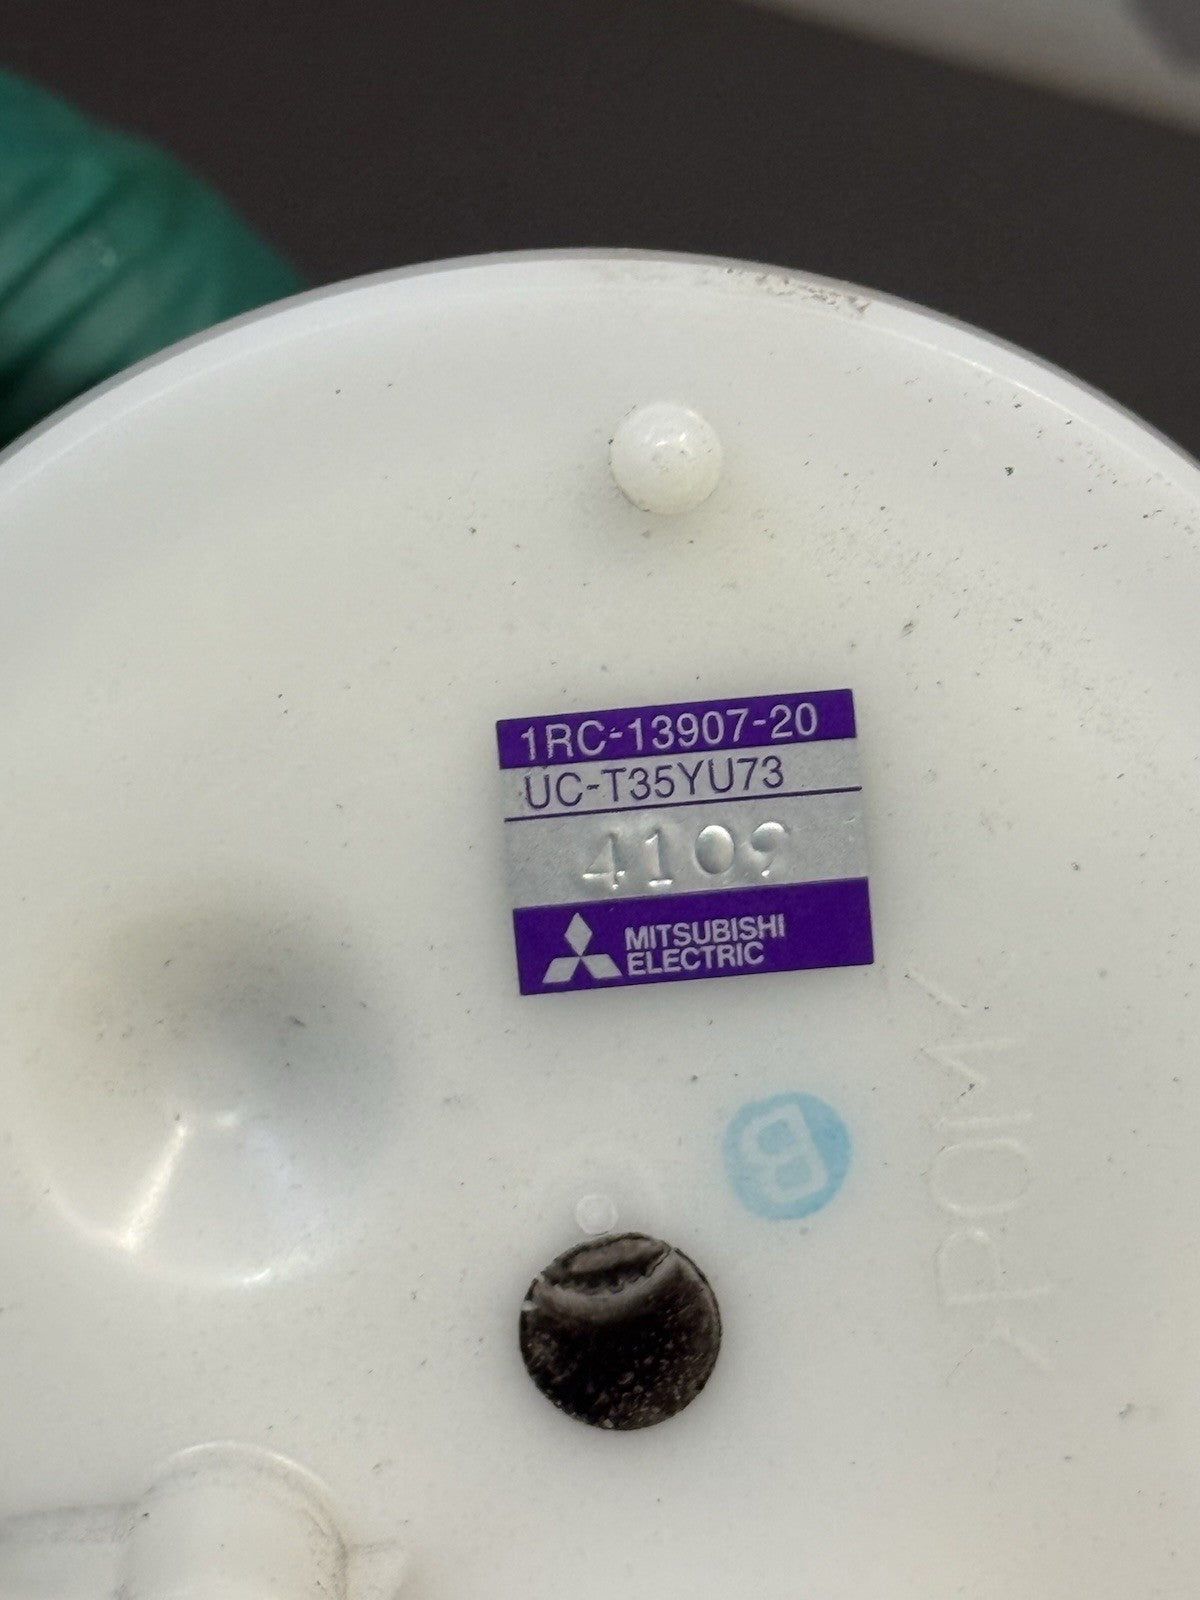 1RC-13907-20
UC-T35YU73
4109
MITSUBISHI
ELECTRIC
B
>POM<